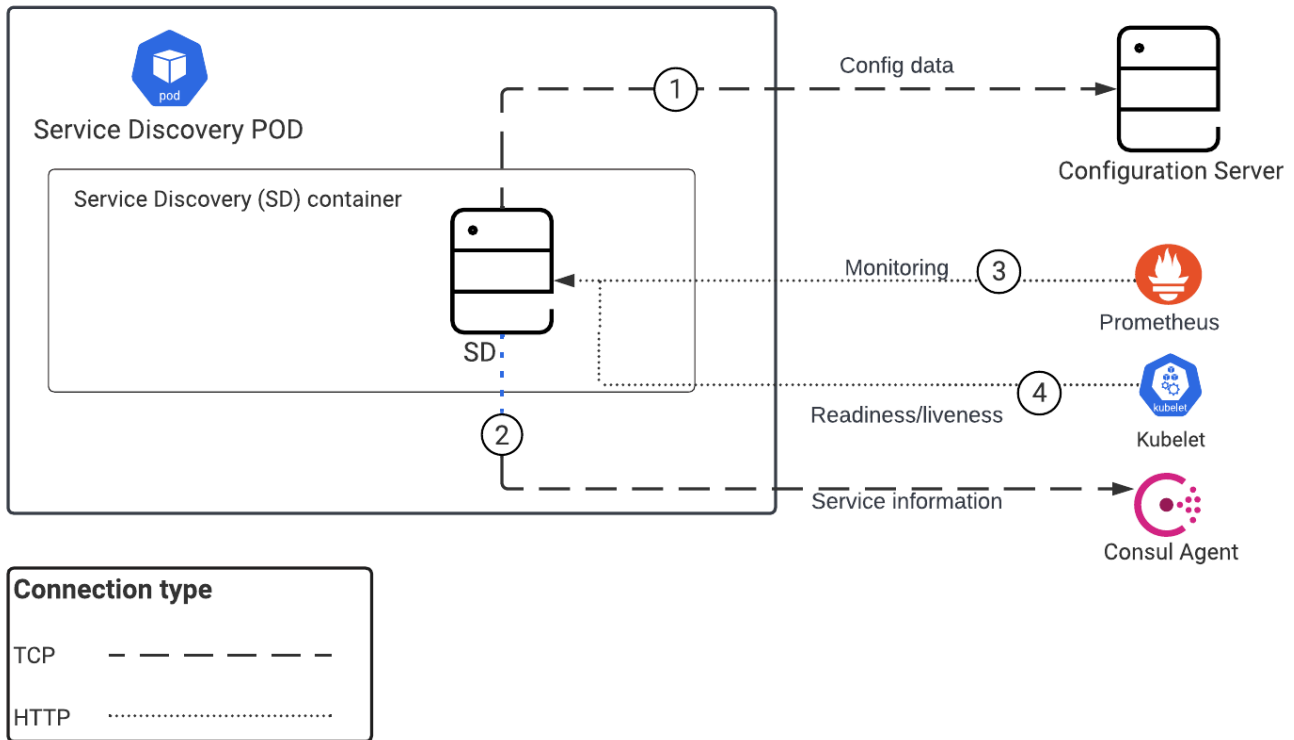 pod
Service Discovery POD
Service Discovery (SD) container
SD
1
Config data
Configuration Server
Monitoring
3
Prometheus
4
Readiness/liveness
kubelet
Kubelet
2
Service information
Consul Agent
Connection type
TCP
HTTP